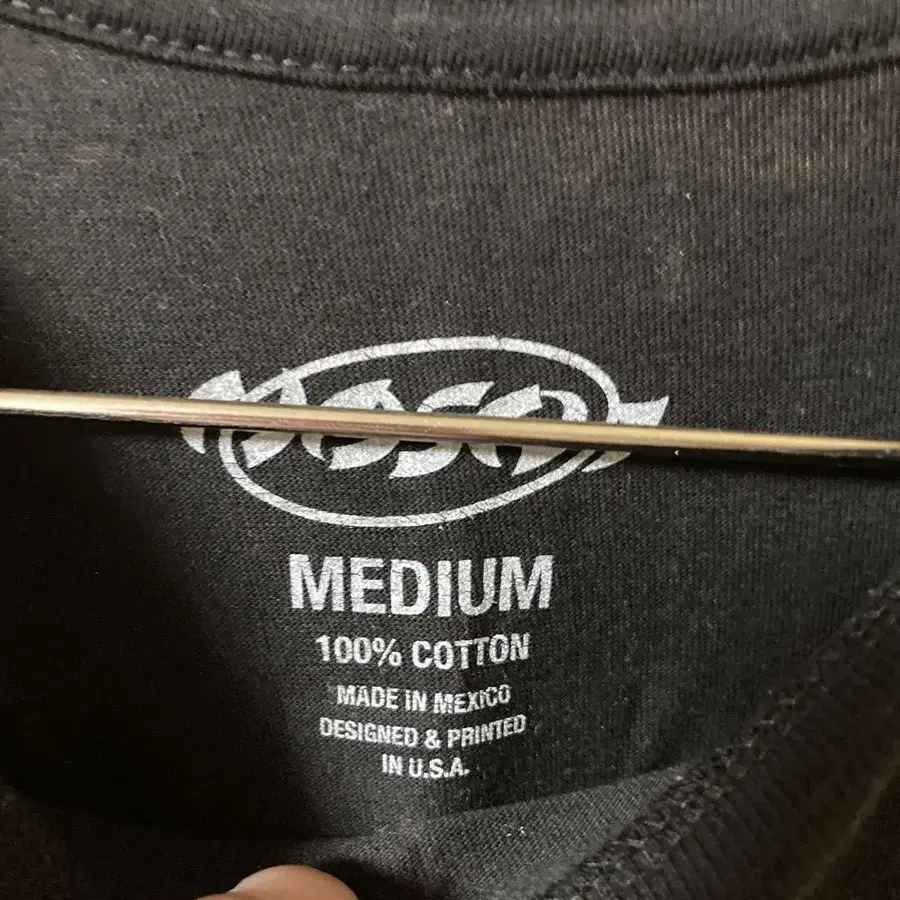 MEDIUM
100% COTTON
MADE IN MEXICO
DESIGNED & PRINTED
IN U.S.A.